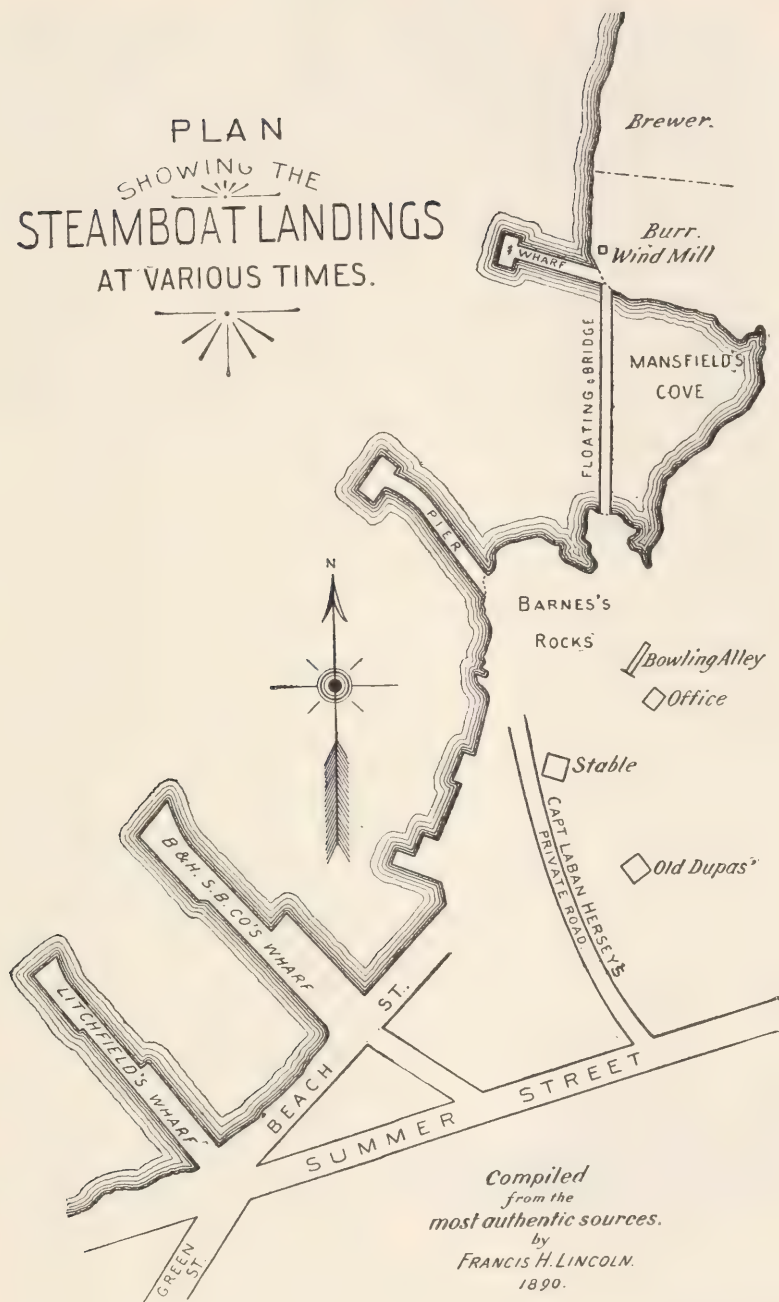 PLAN
SHOWING THE
STEAMBOAT LANDINGS
AT VARIOUS TIMES.
Brewer.
Burr.
Wind Mill
WHARF
FLOATING BRIDGE
MANSFIELD'S
COVE
PIER
N
BARNES'S
ROCKS
Bowling Alley
Office
Stable
CAPT LABAN HERSEY'S
PRIVATE ROAD.
Old Dupas'
B & H. S. B. CO'S WHARF
LITCHFIELD'S WHARF
BEACH ST.
SUMMER STREET
GREEN
ST.
Compiled
from the
most authentic sources.
by
FRANCIS H. LINCOLN.
1890.